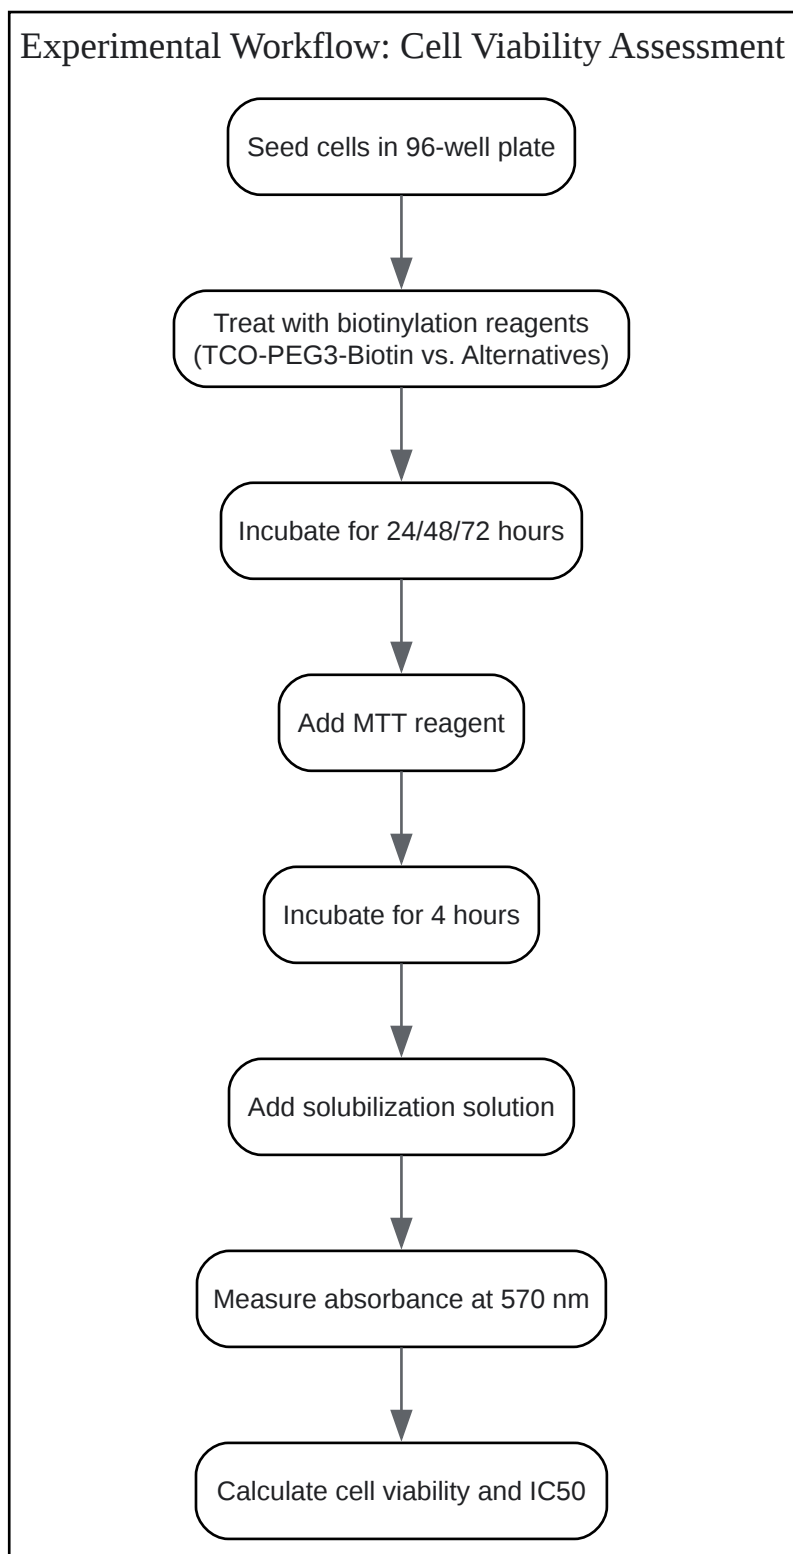 Experimental Workflow: Cell Viability Assessment
Seed cells in 96-well plate
Treat with biotinylation reagents
(TCO-PEG3-Biotin vs. Alternatives)
Incubate for 24/48/72 hours
Add MTT reagent
Incubate for 4 hours
Add solubilization solution
Measure absorbance at 570 nm
Calculate cell viability and IC50